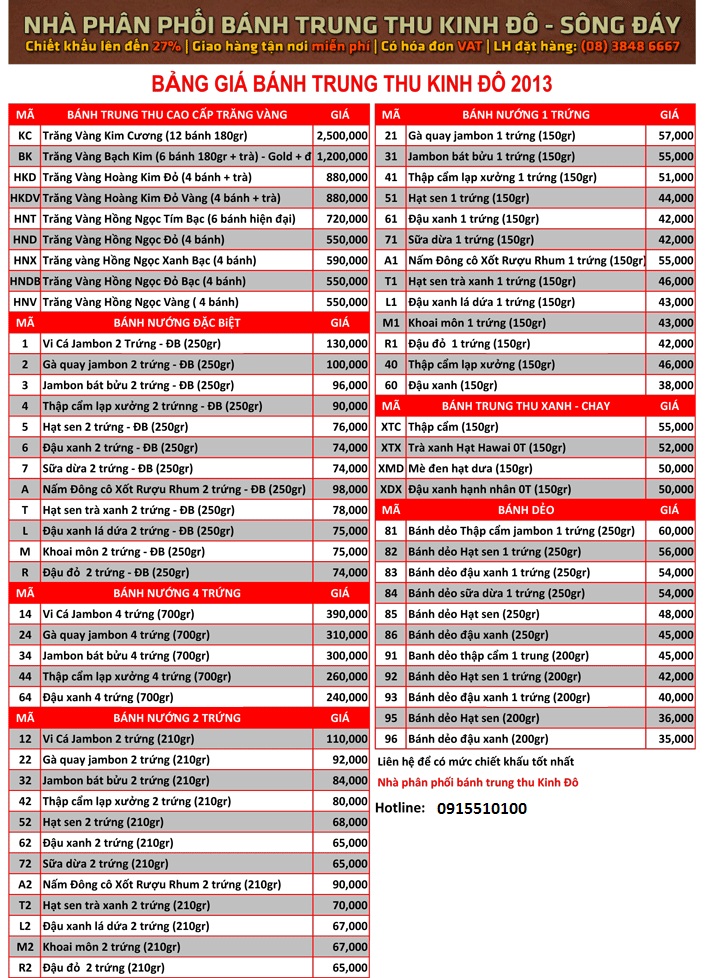 NHÀ PHÂN PHỐI BÁNH TRUNG THU KINH ĐÔ - SÔNG ĐÁY
Chiết khấu lên đến 27% | Giao hàng tận nơi miễn phí | Có hóa đơn VAT | LH đặt hàng: (08) 3848 6667
BẢNG GIÁ BÁNH TRUNG THU KINH ĐÔ 2013
MÃ BÁNH TRUNG THU CAO CẤP TRĂNG VÀNG GIÁ
KC Trăng Vàng Kim Cương (12 bánh 180gr) 2,500,000
BK Trăng Vàng Bạch Kim (6 bánh 180gr + trà) - Gold + đ 1,200,000
HKD Trăng Vàng Hoàng Kim Đỏ (4 bánh + trà) 880,000
HKDV Trăng Vàng Hoàng Kim Đỏ Vàng (4 bánh + trà) 880,000
HNT Trăng Vàng Hồng Ngọc Tím Bạc (6 bánh hiện đại) 720,000
HND Trăng Vàng Hồng Ngọc Đỏ (4 bánh) 550,000
HNX Trăng vàng Hồng Ngọc Xanh Bạc (4 bánh) 590,000
HNDB Trăng Vàng Hồng Ngọc Đỏ Bạc (4 bánh) 550,000
HNV Trăng Vàng Hồng Ngọc Vàng ( 4 bánh) 550,000
MÃ BÁNH NƯỚNG ĐẶC BIỆT GIÁ
1 Vi Cá Jambon 2 Trứng - ĐB (250gr) 130,000
2 Gà quay jambon 2 trứng - ĐB (250gr) 100,000
3 Jambon bát bửu 2 trứng - ĐB (250gr) 96,000
4 Thập cẩm lạp xưởng 2 trứnng - ĐB (250gr) 90,000
5 Hạt sen 2 trứng - ĐB (250gr) 76,000
6 Đậu xanh 2 trứng - ĐB (250gr) 74,000
7 Sữa dừa 2 trứng - ĐB (250gr) 74,000
A Nấm Đông cô Xốt Rượu Rhum 2 trứng - ĐB (250gr) 98,000
T Hạt sen trà xanh 2 trứng - ĐB (250gr) 78,000
L Đậu xanh lá dứa 2 trứng - ĐB (250gr) 75,000
M Khoai môn 2 trứng - ĐB (250gr) 75,000
R Đậu đỏ 2 trứng - ĐB (250gr) 74,000
MÃ BÁNH NƯỚNG 4 TRỨNG GIÁ
14 Vi Cá Jambon 4 trứng (700gr) 390,000
24 Gà quay jambon 4 trứng (700gr) 310,000
34 Jambon bát bửu 4 trứng (700gr) 300,000
44 Thập cẩm lạp xưởng 4 trứng (700gr) 260,000
64 Đậu xanh 4 trứng (700gr) 240,000
MÃ BÁNH NƯỚNG 2 TRỨNG GIÁ
12 Vi Cá Jambon 2 trứng (210gr) 110,000
22 Gà quay jambon 2 trứng (210gr) 92,000
32 Jambon bát bửu 2 trứng (210gr) 84,000
42 Thập cẩm lạp xưởng 2 trứng (210gr) 80,000
52 Hạt sen 2 trứng (210gr) 68,000
62 Đậu xanh 2 trứng (210gr) 65,000
72 Sữa dừa 2 trứng (210gr) 65,000
A2 Nấm Đông cô Xốt Rượu Rhum 2 trứng (210gr) 90,000
T2 Hạt sen trà xanh 2 trứng (210gr) 70,000
L2 Đậu xanh lá dứa 2 trứng (210gr) 67,000
M2 Khoai môn 2 trứng (210gr) 67,000
R2 Đậu đỏ 2 trứng (210gr) 65,000
MÃ BÁNH NƯỚNG 1 TRỨNG GIÁ
21 Gà quay jambon 1 trứng (150gr) 57,000
31 Jambon bát bửu 1 trứng (150gr) 55,000
41 Thập cẩm lạp xưởng 1 trứng (150gr) 51,000
51 Hạt sen 1 trứng (150gr) 44,000
61 Đậu xanh 1 trứng (150gr) 42,000
71 Sữa dừa 1 trứng (150gr) 42,000
A1 Nấm Đông cô Xốt Rượu Rhum 1 trứng (150gr) 55,000
T1 Hạt sen trà xanh 1 trứng (150gr) 46,000
L1 Đậu xanh lá dứa 1 trứng (150gr) 43,000
M1 Khoai môn 1 trứng (150gr) 43,000
R1 Đậu đỏ 1 trứng (150gr) 42,000
40 Thập cẩm lạp xưởng (150gr) 46,000
60 Đậu xanh (150gr) 38,000
MÃ BÁNH TRUNG THU XANH - CHAY GIÁ
XTC Thập cẩm (150gr) 55,000
XTX Trà xanh Hạt Hawai 0T (150gr) 52,000
XMD Mè đen hạt dưa (150gr) 50,000
XDX Đậu xanh hạnh nhân 0T (150gr) 50,000
MÃ BÁNH DẺO GIÁ
81 Bánh dẻo Thập cẩm jambon 1 trứng (250gr) 60,000
82 Bánh dẻo Hạt sen 1 trứng (250gr) 56,000
83 Bánh dẻo đậu xanh 1 trứng (250gr) 54,000
84 Bánh dẻo sữa dừa 1 trứng (250gr) 54,000
85 Bánh dẻo Hạt sen (250gr) 48,000
86 Bánh dẻo đậu xanh (250gr) 45,000
91 Banh dẻo thập cẩm 1 trung (200gr) 45,000
92 Bánh dẻo Hạt sen 1 trứng (200gr) 42,000
93 Bánh dẻo đậu xanh 1 trứng (200gr) 40,000
95 Bánh dẻo Hạt sen (200gr) 36,000
96 Bánh dẻo đậu xanh (200gr) 35,000
Liên hệ để có mức chiết khấu tốt nhất
Nhà phân phối bánh trung thu Kinh Đô
Hotline: 0915510100